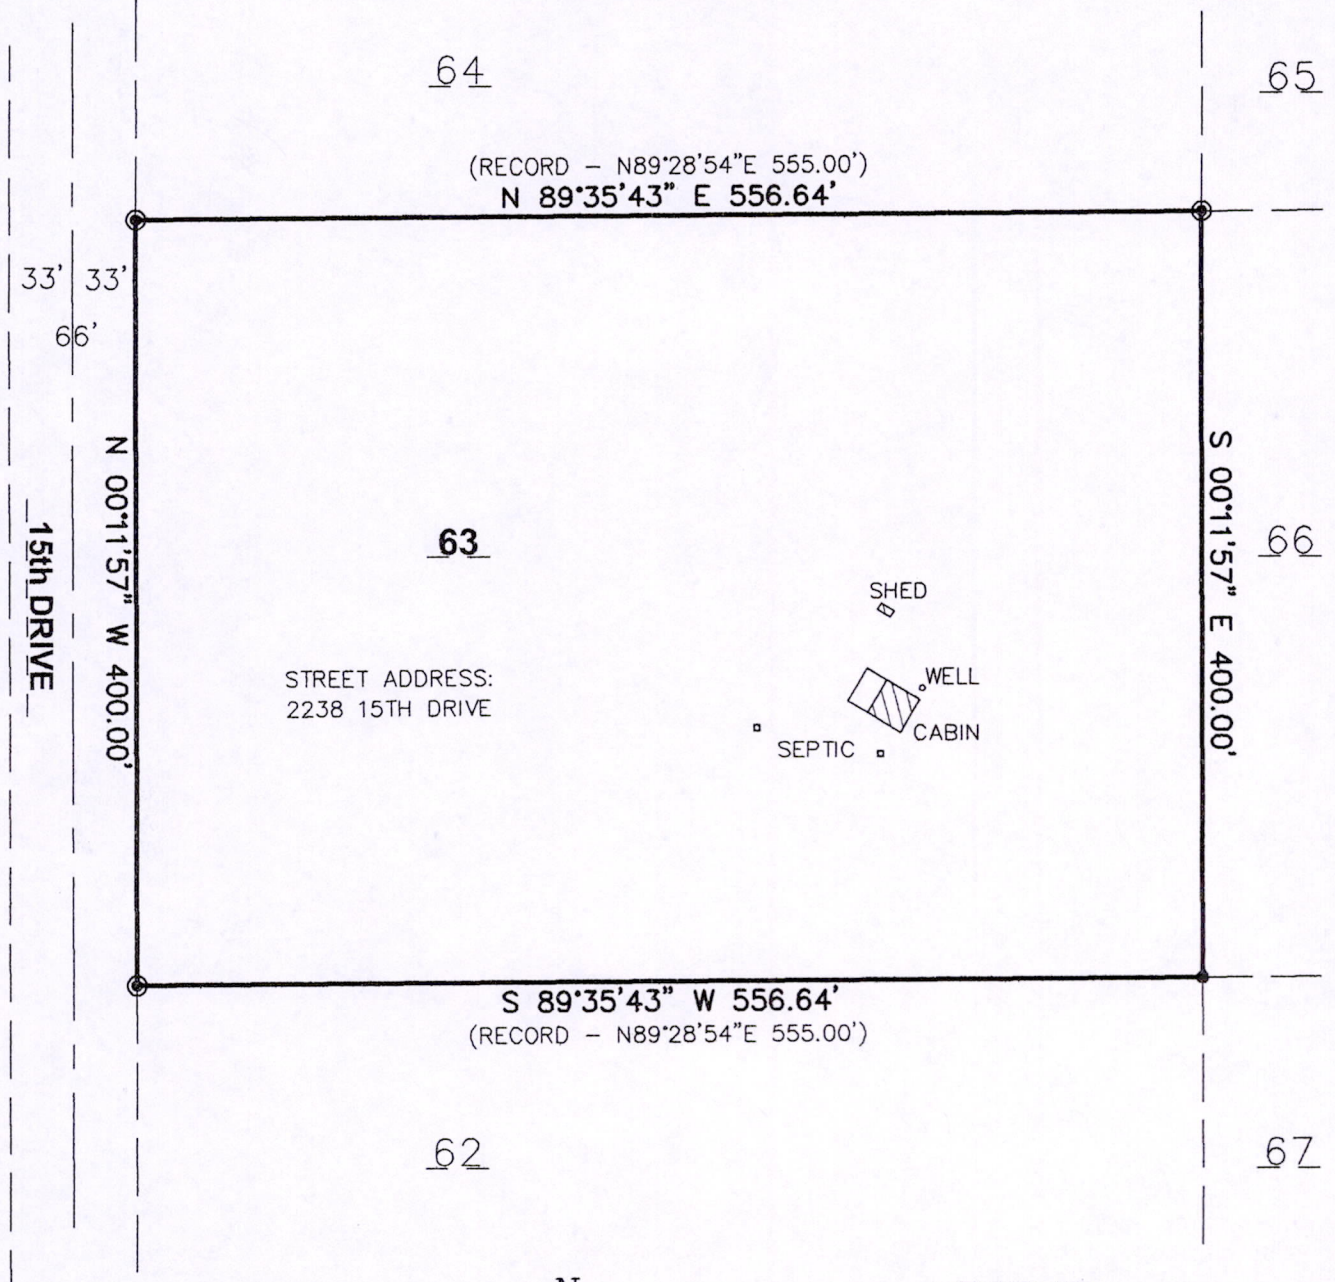 64
65
(RECORD – N89°28'54"E 555.00')
N 89°35'43" E 556.64'
33' 33'
66'
N 00°11'57" W 400.00'
S 00°11'57" E 400.00'
15th DRIVE
63
66
SHED
STREET ADDRESS:
2238 15TH DRIVE
WELL
CABIN
SEPTIC
S 89°35'43" W 556.64'
(RECORD – N89°28'54"E 555.00')
62
67
N